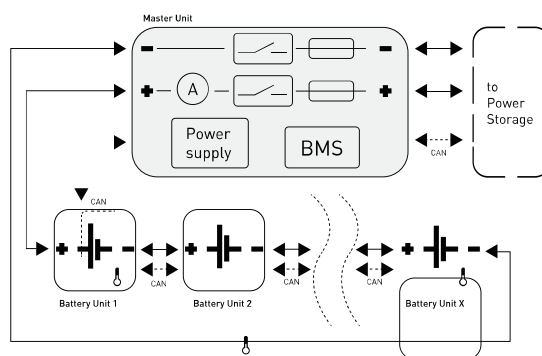 Master Unit
A
Power
supply
BMS
to
Power
Storage
CAN
CAN
CAN
CAN
CAN
Battery Unit 1
Battery Unit 2
Battery Unit X